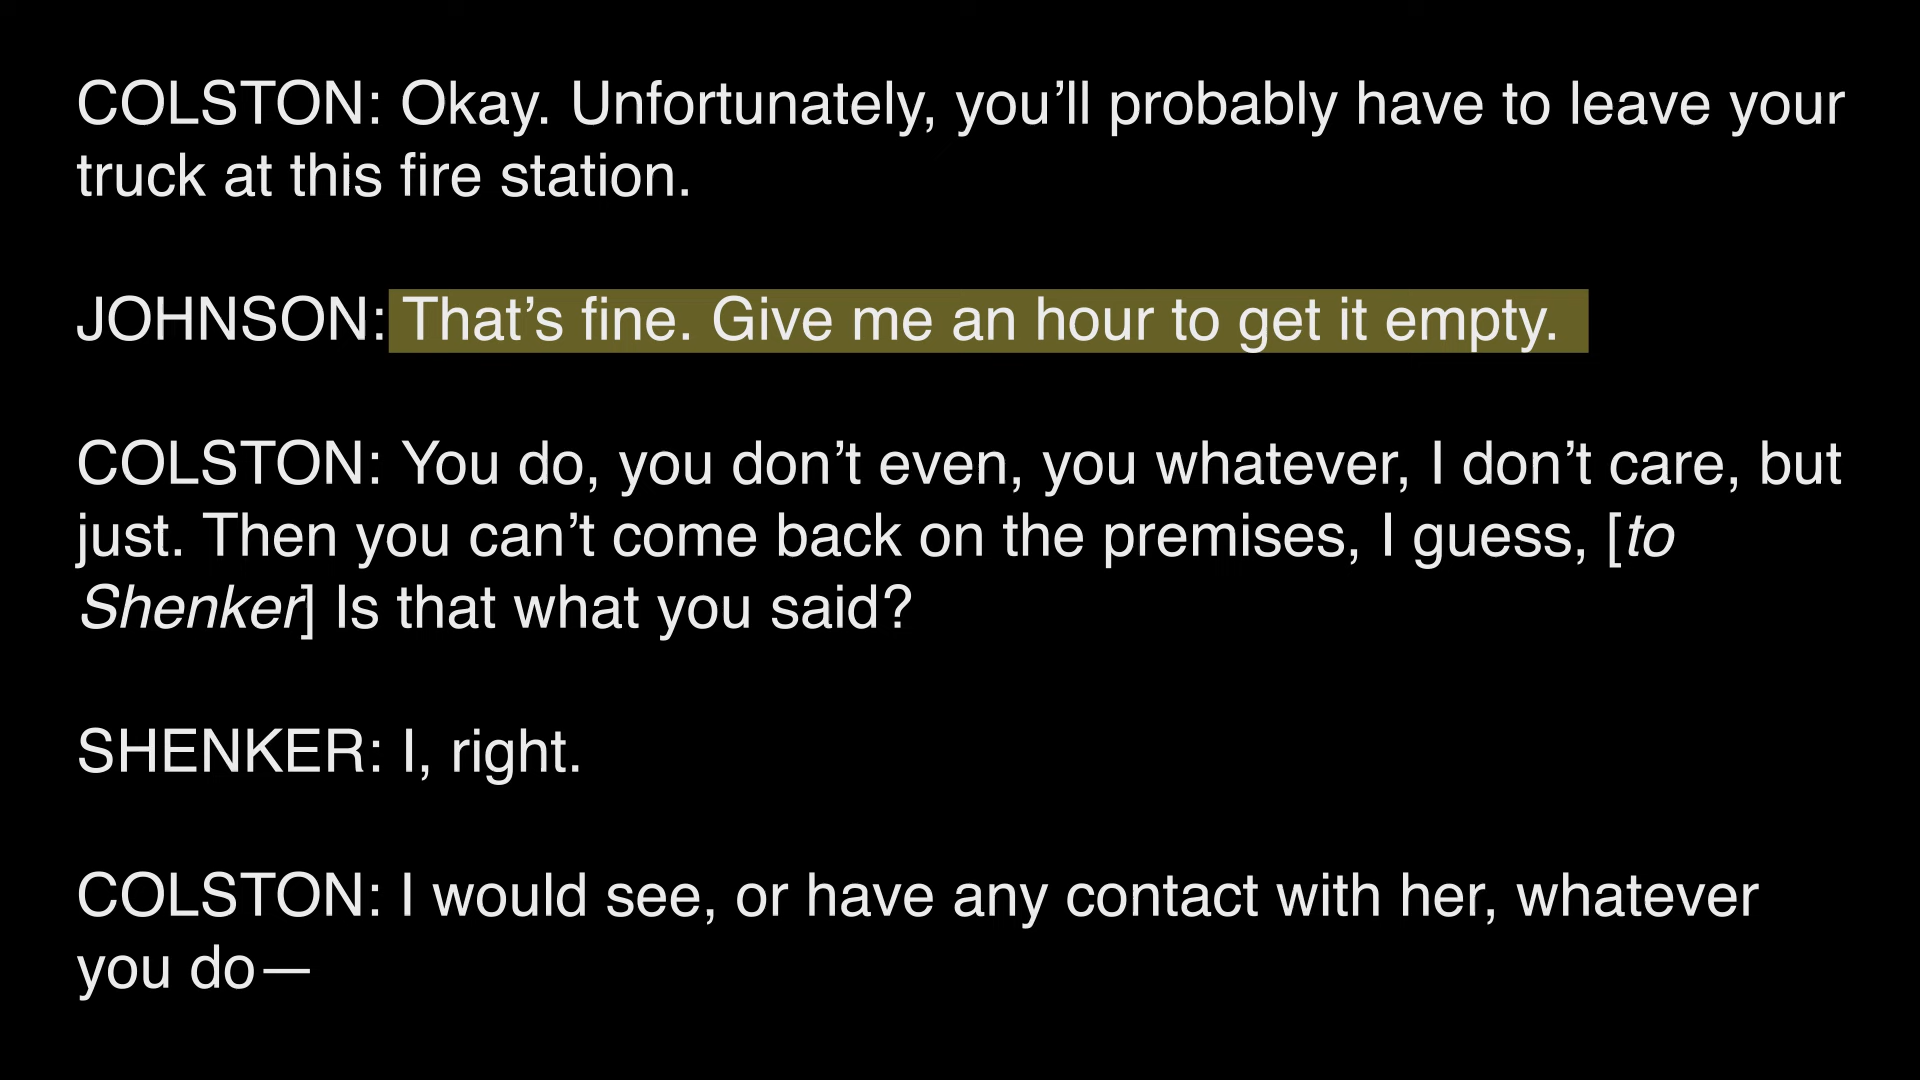 COLSTON: Okay. Unfortunately, you’ll probably have to leave your
truck at this fire station.
JOHNSON: That’s fine. Give me an hour to get it empty.
COLSTON: You do, you don’t even, you whatever, I don’t care, but
just. Then you can’t come back on the premises, I guess, [to
Shenker] Is that what you said?
SHENKER: I, right.
COLSTON: I would see, or have any contact with her, whatever
you do—